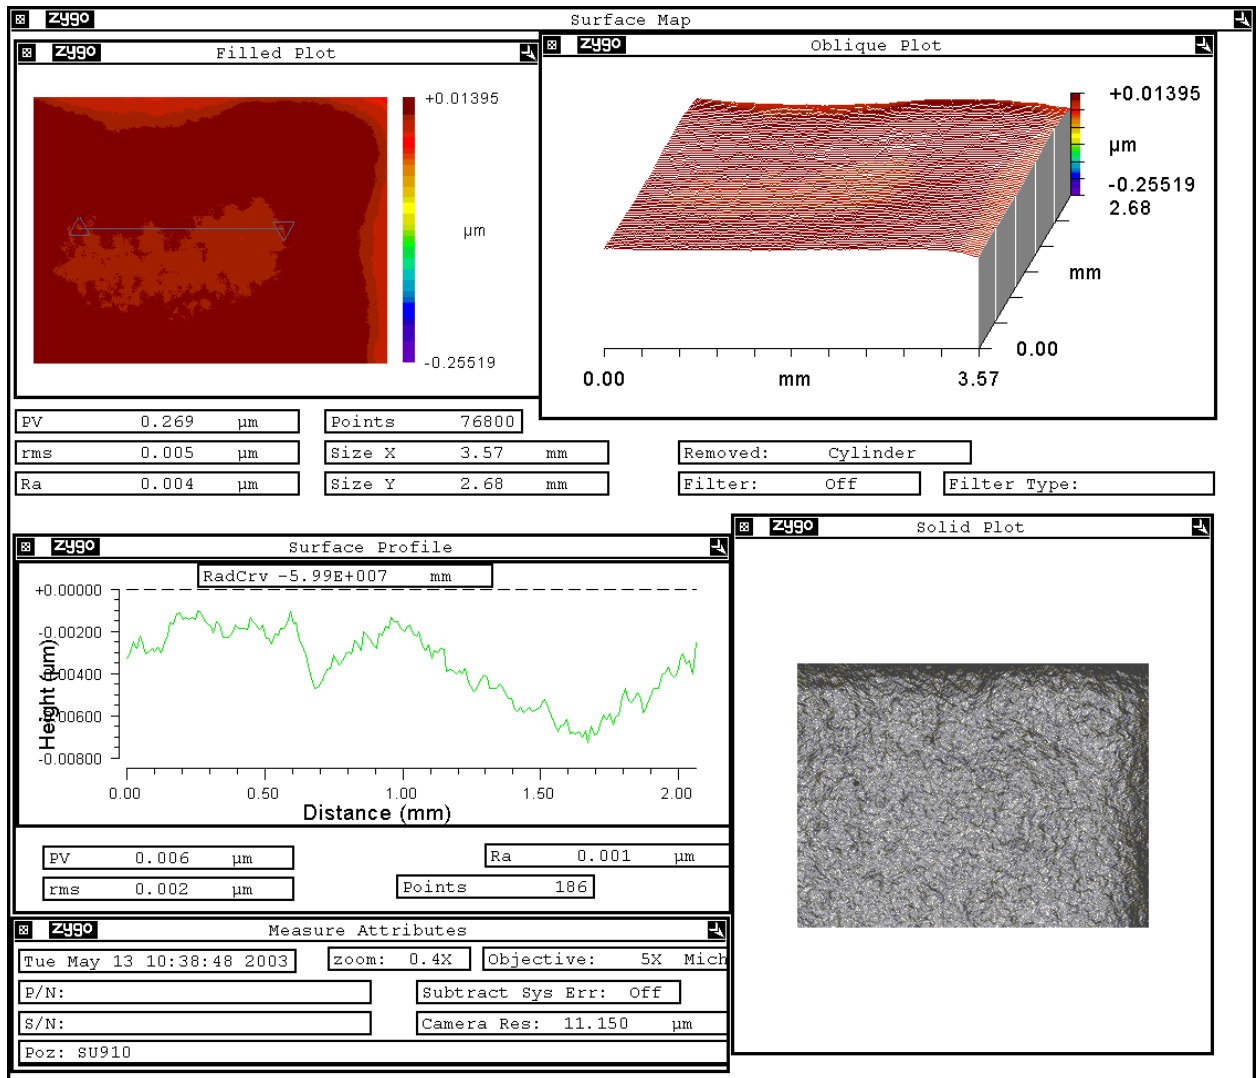 zygo Surface Map
zygo Filled Plot
+0.01395
µm
-0.25519
zygo Oblique Plot
+0.01395
µm
-0.25519
2.68
mm
0.00
0.00 mm 3.57
PV 0.269 µm
rms 0.005 µm
Ra 0.004 µm
Points 76800
Size X 3.57 mm
Size Y 2.68 mm
Removed: Cylinder
Filter: Off
Filter Type:
zygo Surface Profile
RadCrv -5.99E+007 mm
+0.00000
-0.00200
-0.00400
-0.00600
-0.00800
Height (µm)
0.00 0.50 1.00 1.50 2.00
Distance (mm)
PV 0.006 µm
rms 0.002 µm
Ra 0.001 µm
Points 186
zygo Solid Plot
zygo Measure Attributes
Tue May 13 10:38:48 2003
zoom: 0.4X
Objective: 5X Mich
P/N:
Subtract Sys Err: Off
S/N:
Camera Res: 11.150 µm
Poz: SU910